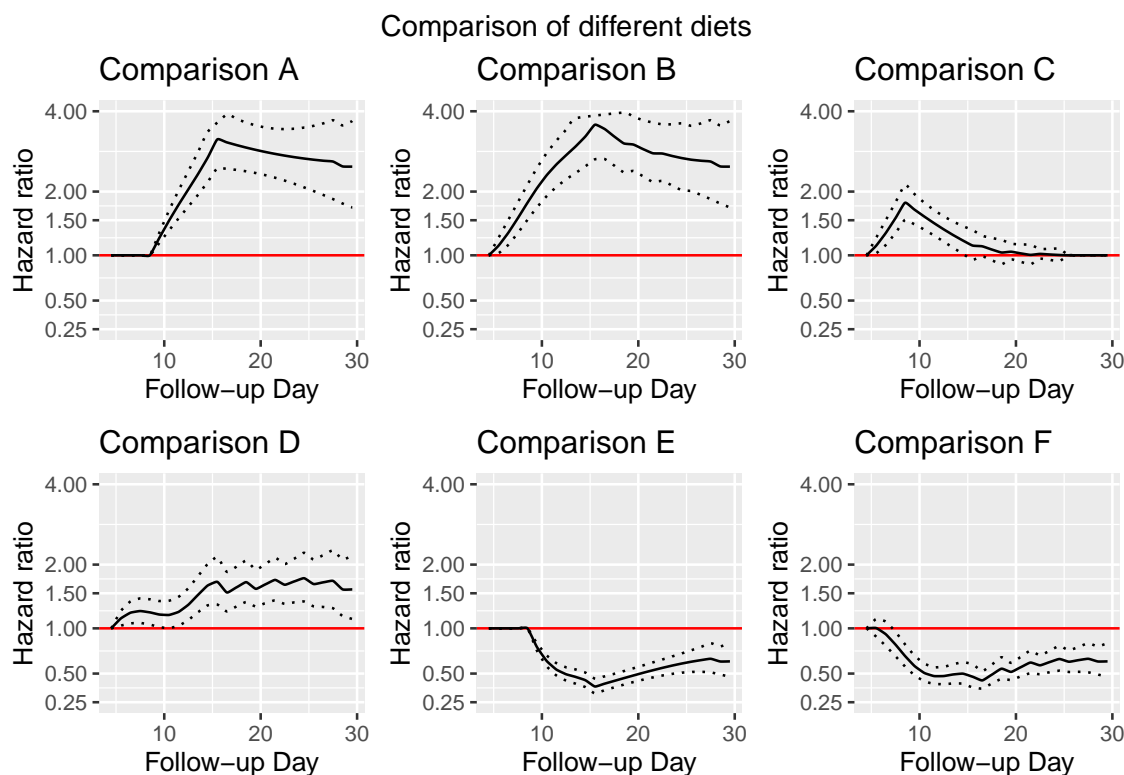 Comparison of different diets
Comparison A
Comparison B
Comparison C
Hazard ratio
4.00
2.00
1.50
1.00
0.50
0.25
10
20
30
Follow−up Day
Hazard ratio
4.00
2.00
1.50
1.00
0.50
0.25
10
20
30
Follow−up Day
Hazard ratio
4.00
2.00
1.50
1.00
0.50
0.25
10
20
30
Follow−up Day
Comparison D
Comparison E
Comparison F
Hazard ratio
4.00
2.00
1.50
1.00
0.50
0.25
10
20
30
Follow−up Day
Hazard ratio
4.00
2.00
1.50
1.00
0.50
0.25
10
20
30
Follow−up Day
Hazard ratio
4.00
2.00
1.50
1.00
0.50
0.25
10
20
30
Follow−up Day